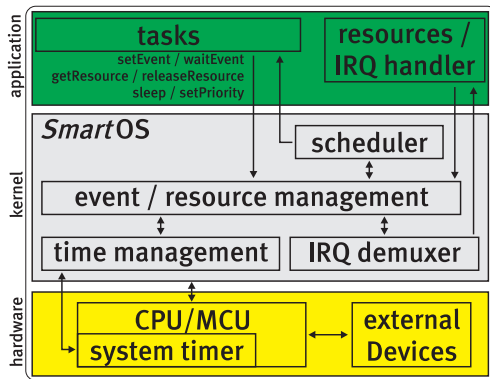 application
tasks
setEvent / waitEvent
getResource / releaseResource
sleep / setPriority
resources /
IRQ handler
kernel
SmartOS
scheduler
event / resource management
time management
IRQ demuxer
hardware
CPU/MCU
system timer
external
Devices